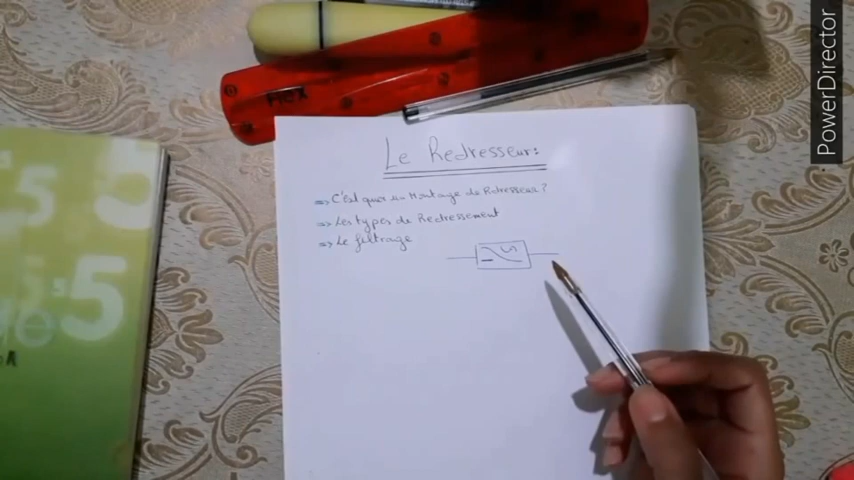 Le Redresseur:
⇒ C'est quoi un Montage de Redresseur ?
⇒ Les types de Redressement
⇒ Le filtrage
PowerDirector